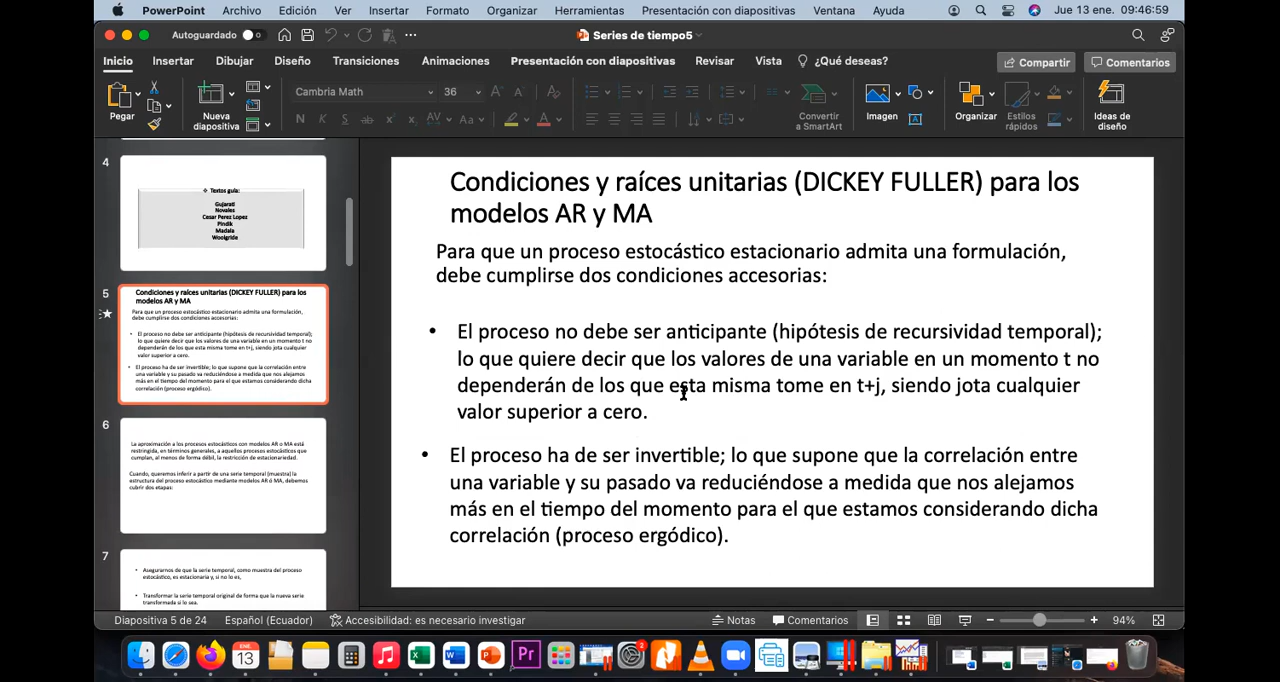 PowerPoint Archivo Edición Ver Insertar Formato Organizar Herramientas Presentación con diapositivas Ventana Ayuda Jue 13 ene. 09:46:59
Autoguardado Series de tiempo5
Inicio Insertar Dibujar Diseño Transiciones Animaciones Presentación con diapositivas Revisar Vista ¿Qué deseas? Compartir Comentarios
Cambria Math 36
Pegar Nueva diapositiva N K S ab x² x₂ AV Aa A Convertir a SmartArt Imagen Organizar Estilos rápidos Ideas de diseño
4
❖ Textos guía:
Gujarati
Novales
Cesar Perez Lopez
Pindik
Madala
Woolgride
5
Condiciones y raíces unitarias (DICKEY FULLER) para los
modelos AR y MA
Para que un proceso estocástico estacionario admita una formulación,
debe cumplirse dos condiciones accesorias:
• El proceso no debe ser anticipante (hipótesis de recursividad temporal);
lo que quiere decir que los valores de una variable en un momento t no
dependerán de los que esta misma tome en t+j, siendo jota cualquier
valor superior a cero.
• El proceso ha de ser invertible; lo que supone que la correlación entre
una variable y su pasado va reduciéndose a medida que nos alejamos
más en el tiempo del momento para el que estamos considerando dicha
correlación (proceso ergódico).
6
La aproximación a los procesos estocásticos con modelos AR o MA está
restringida, en términos generales, a aquellos procesos estocásticos que
cumplan, al menos de forma débil, la restricción de estacionariedad.
Cuando, queremos inferir a partir de una serie temporal (muestra) la
estructura del proceso estocástico mediante modelos AR ó MA, debemos
cubrir dos etapas:
7
• Asegurarnos de que la serie temporal, como muestra del proceso
estocástico, es estacionaria y, si no lo es,
• Transformar la serie temporal original de forma que la nueva serie
transformada si lo sea.
Condiciones y raíces unitarias (DICKEY FULLER) para los
modelos AR y MA
Para que un proceso estocástico estacionario admita una formulación,
debe cumplirse dos condiciones accesorias:
• El proceso no debe ser anticipante (hipótesis de recursividad temporal);
lo que quiere decir que los valores de una variable en un momento t no
dependerán de los que esta misma tome en t+j, siendo jota cualquier
valor superior a cero.
• El proceso ha de ser invertible; lo que supone que la correlación entre
una variable y su pasado va reduciéndose a medida que nos alejamos
más en el tiempo del momento para el que estamos considerando dicha
correlación (proceso ergódico).
Diapositiva 5 de 24 Español (Ecuador) Accesibilidad: es necesario investigar Notas Comentarios 94%
ENE. 13 Pr 2